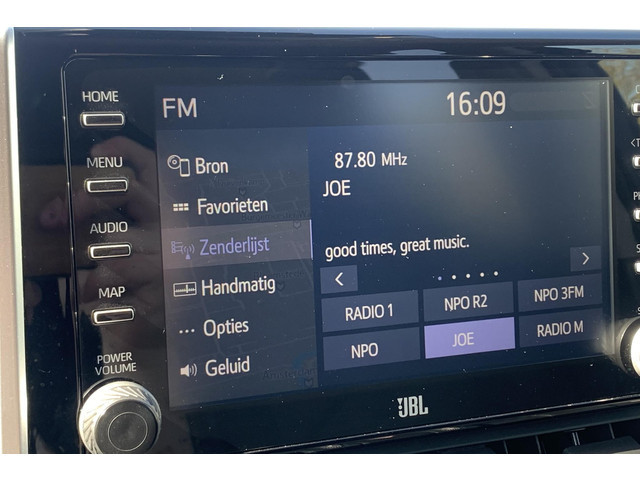 HOME
MENU
AUDIO
MAP
POWER
VOLUME
FM
16:09
Bron
Favorieten
Zenderlijst
Handmatig
Opties
Geluid
87.80 MHz
JOE
good times, great music.
RADIO 1
NPO R2
NPO 3FM
NPO
JOE
RADIO M
JBL